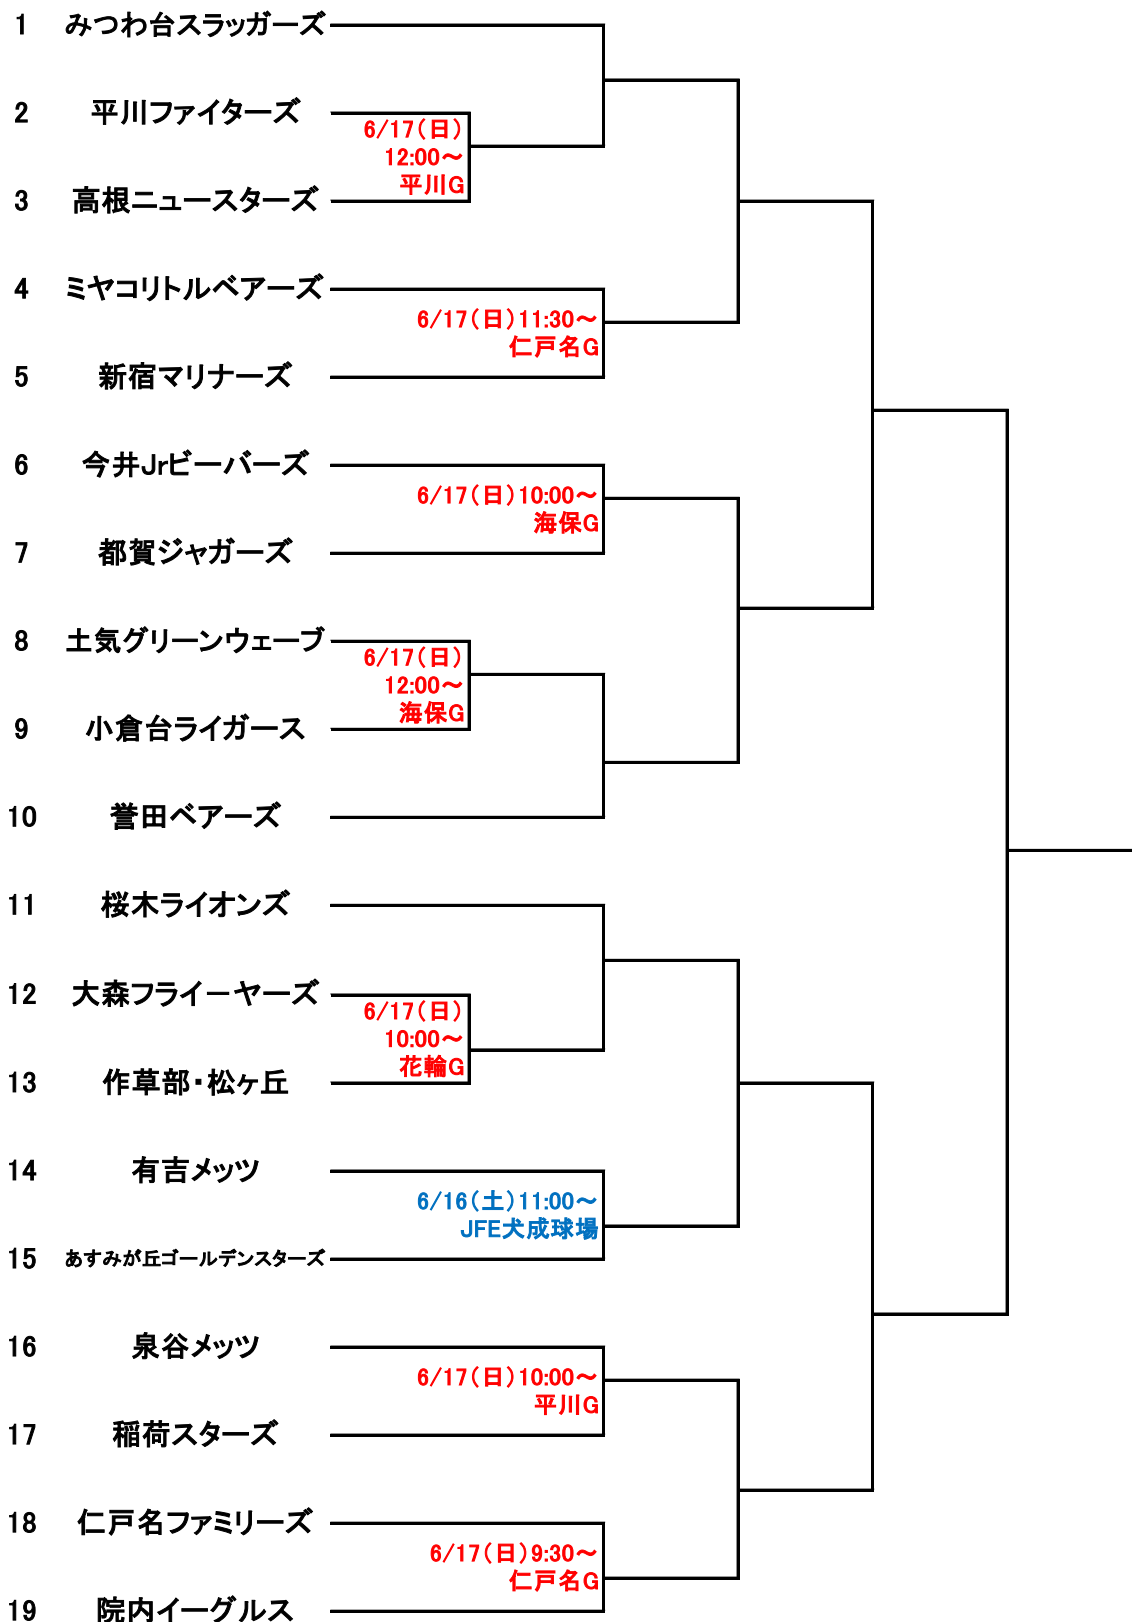 1 みつわ台スラッガーズ
2 平川ファイターズ
6/17(日)
12:00～
平川G
3 高根ニュースターズ
4 ミヤコリトルベアーズ
6/17(日)11:30～
仁戸名G
5 新宿マリナーズ
6 今井Jrビーバーズ
6/17(日)10:00～
海保G
7 都賀ジャガーズ
8 土気グリーンウェーブ
6/17(日)
12:00～
海保G
9 小倉台ライガース
10 誉田ベアーズ
11 桜木ライオンズ
12 大森フライーヤーズ
6/17(日)
10:00～
花輪G
13 作草部・松ヶ丘
14 有吉メッツ
6/16(土)11:00～
JFE犬成球場
15 あすみが丘ゴールデンスターズ
16 泉谷メッツ
6/17(日)10:00～
平川G
17 稲荷スターズ
18 仁戸名ファミリーズ
6/17(日)9:30～
仁戸名G
19 院内イーグルス